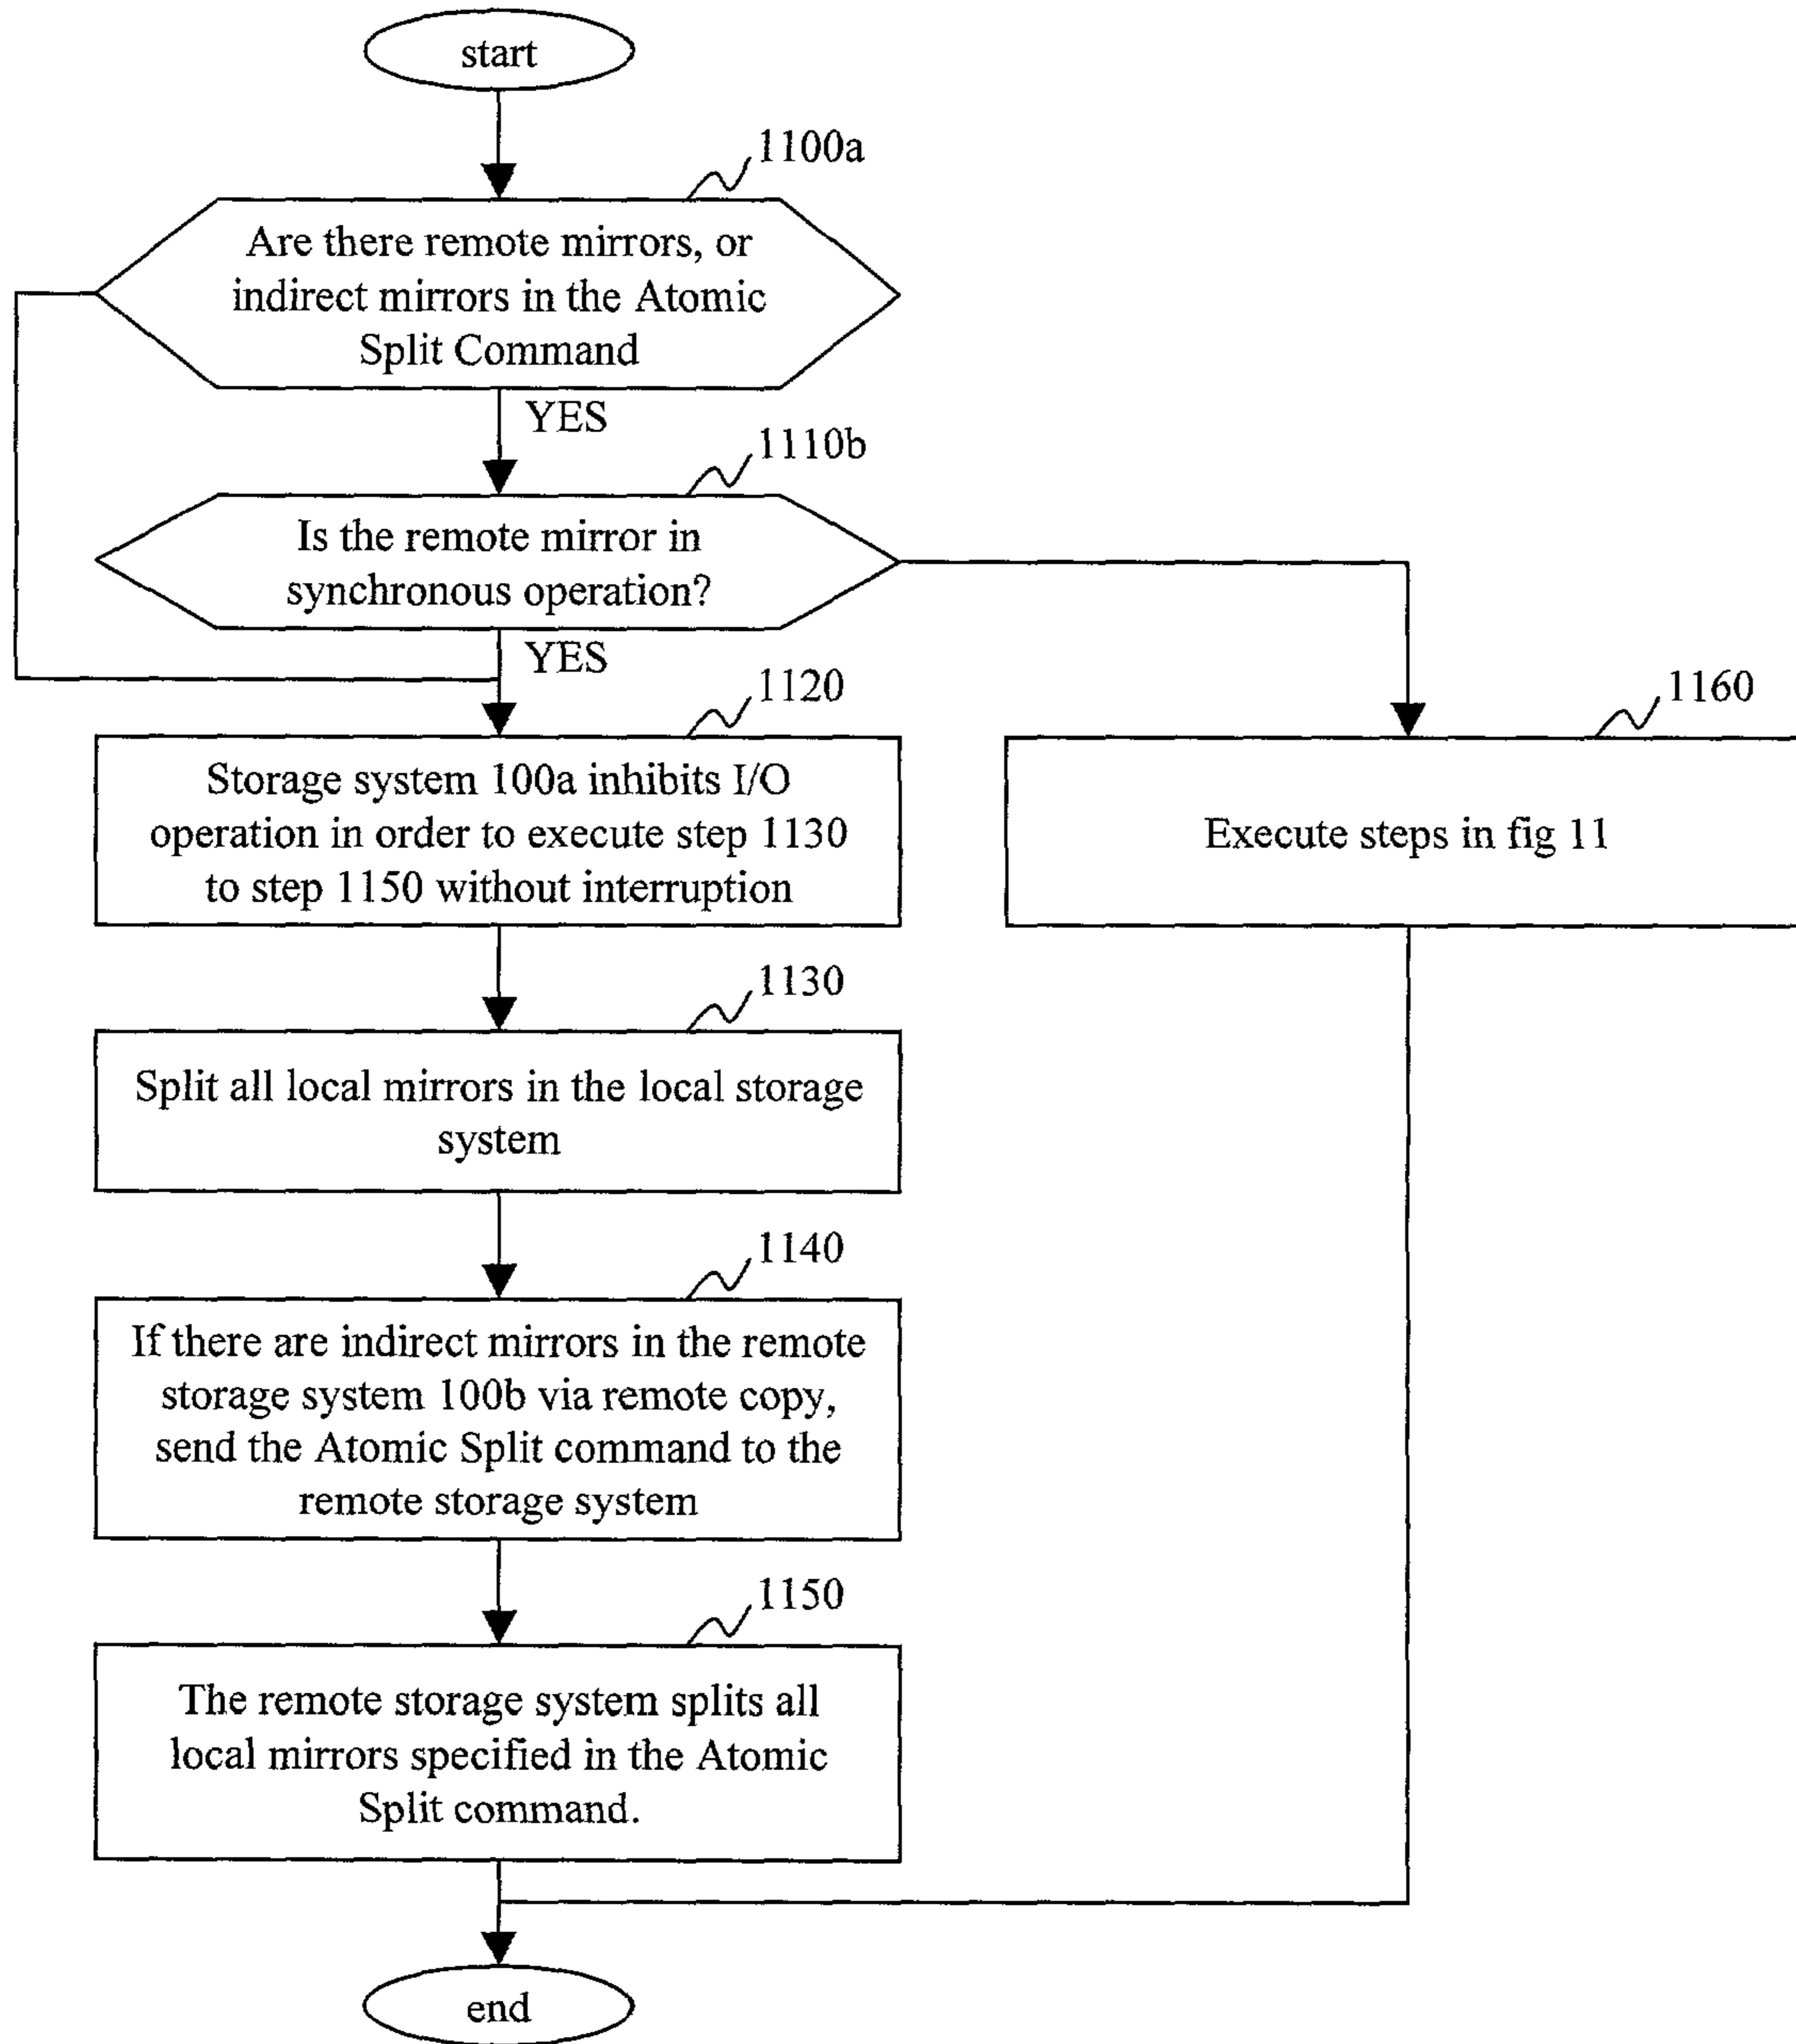 start
1100a
Are there remote mirrors, or
indirect mirrors in the Atomic
Split Command
YES
1110b
Is the remote mirror in
synchronous operation?
YES
1120
Storage system 100a inhibits I/O
operation in order to execute step 1130
to step 1150 without interruption
1160
Execute steps in fig 11
1130
Split all local mirrors in the local storage
system
1140
If there are indirect mirrors in the remote
storage system 100b via remote copy,
send the Atomic Split command to the
remote storage system
1150
The remote storage system splits all
local mirrors specified in the Atomic
Split command.
end